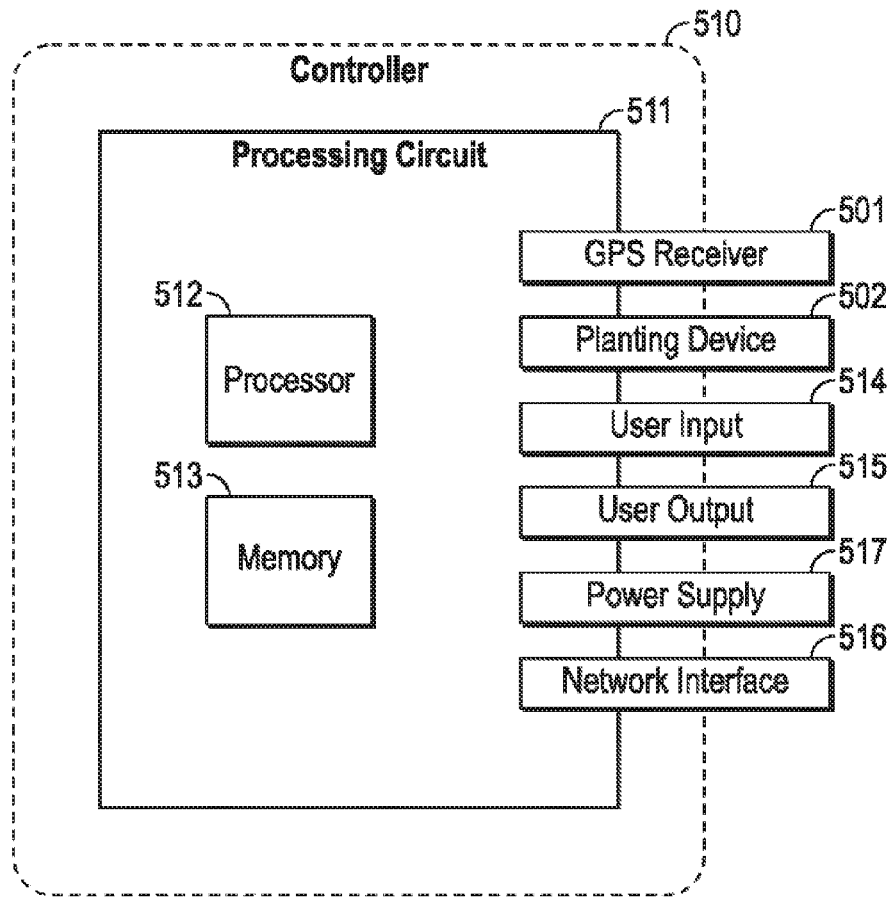 510
Controller
511
Processing Circuit
501
GPS Receiver
502
Planting Device
512
Processor
514
User Input
515
User Output
513
Memory
517
Power Supply
516
Network Interface